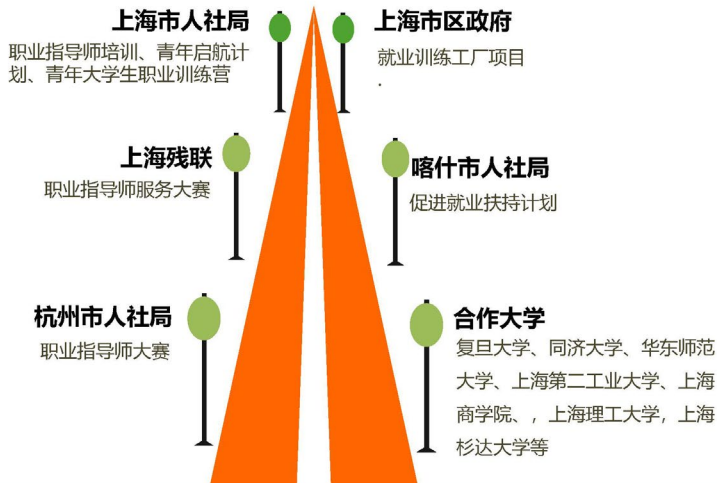 上海市人社局
职业指导师培训、青年启航计
划、青年大学生职业训练营
上海市区政府
就业训练工厂项目
.
上海残联
职业指导师服务大赛
喀什市人社局
促进就业扶持计划
杭州市人社局
职业指导师大赛
合作大学
复旦大学、同济大学、华东师范
大学、上海第二工业大学、上海
商学院、，上海理工大学，上海
杉达大学等